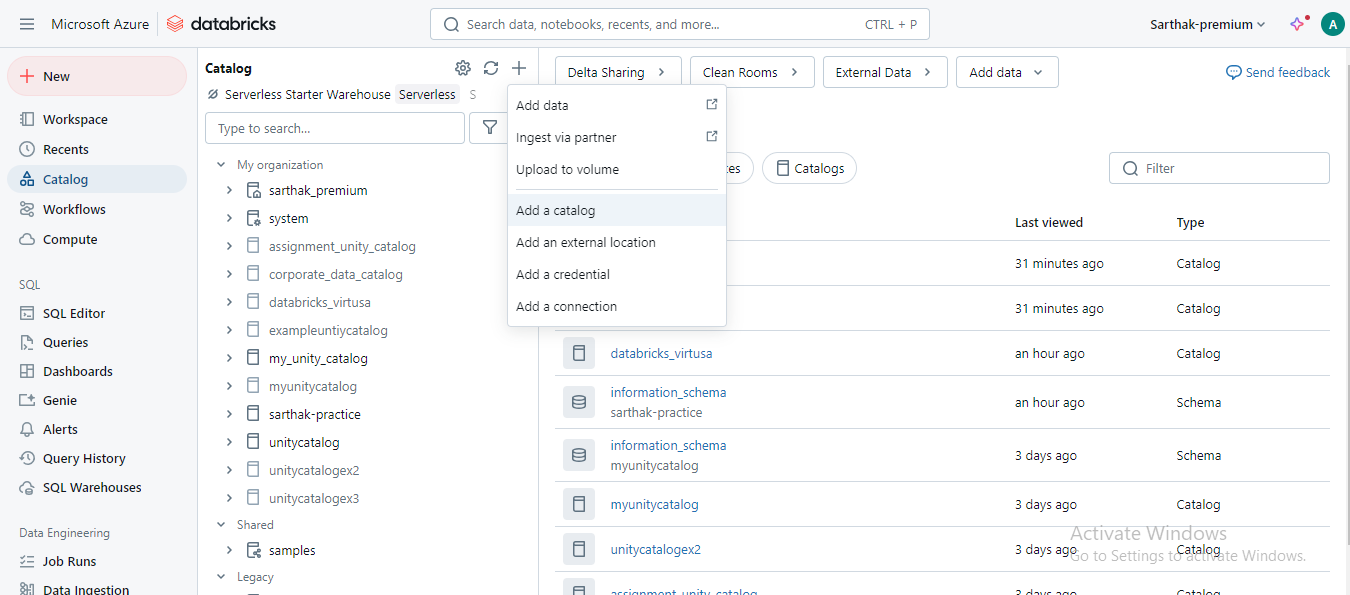 Microsoft Azure databricks Search data, notebooks, recents, and more... CTRL + P Sarthak-premium A
New
Workspace
Recents
Catalog
Workflows
Compute
SQL
SQL Editor
Queries
Dashboards
Genie
Alerts
Query History
SQL Warehouses
Data Engineering
Job Runs
Data Ingestion
Catalog
Serverless Starter Warehouse Serverless S
Type to search...
My organization
sarthak_premium
system
assignment_unity_catalog
corporate_data_catalog
databricks_virtusa
exampleuntiycatalog
my_unity_catalog
myunitycatalog
sarthak-practice
unitycatalog
unitycatalogex2
unitycatalogex3
Shared
samples
Legacy
Add data
Ingest via partner
Upload to volume
Add a catalog
Add an external location
Add a credential
Add a connection
Delta Sharing Clean Rooms External Data Add data Send feedback
Catalogs Filter
Last viewed Type
31 minutes ago Catalog
31 minutes ago Catalog
databricks_virtusa an hour ago Catalog
information_schema
sarthak-practice
an hour ago Schema
information_schema
myunitycatalog
3 days ago Schema
myunitycatalog 3 days ago Catalog
unitycatalogex2 3 days ago Catalog
assignment_unity_catalog 3 days ago Catalog
Activate Windows
Go to Settings to activate Windows.